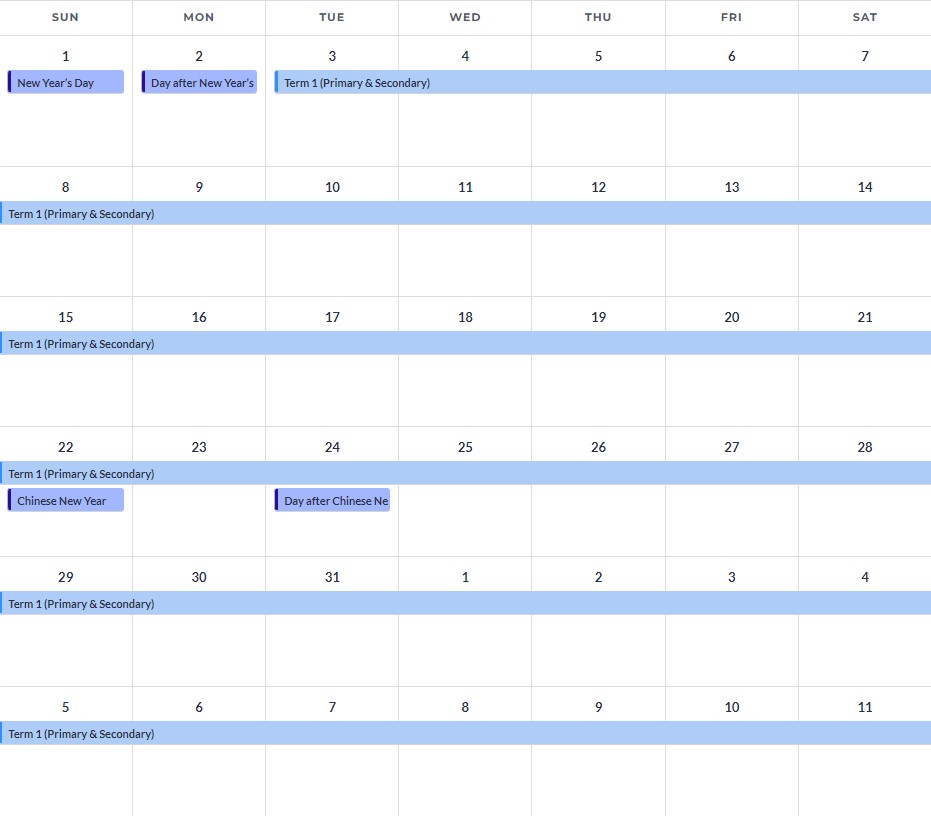 SUN MON TUE WED THU FRI SAT
1 2 3 4 5 6 7
New Year's Day Day after New Year's Term 1 (Primary & Secondary)
8 9 10 11 12 13 14
Term 1 (Primary & Secondary)
15 16 17 18 19 20 21
Term 1 (Primary & Secondary)
22 23 24 25 26 27 28
Term 1 (Primary & Secondary)
Chinese New Year Day after Chinese Ne
29 30 31 1 2 3 4
Term 1 (Primary & Secondary)
5 6 7 8 9 10 11
Term 1 (Primary & Secondary)